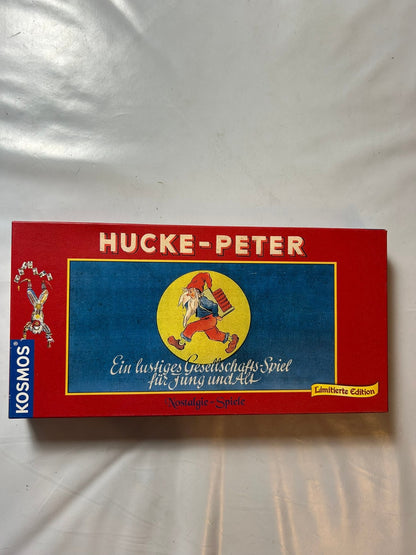 HUCKE-PETER
KOSMOS
Ein lustiges Gesellschafts-Spiel
für Jung und Alt
Limitierte Edition
Nostalgie-Spiele